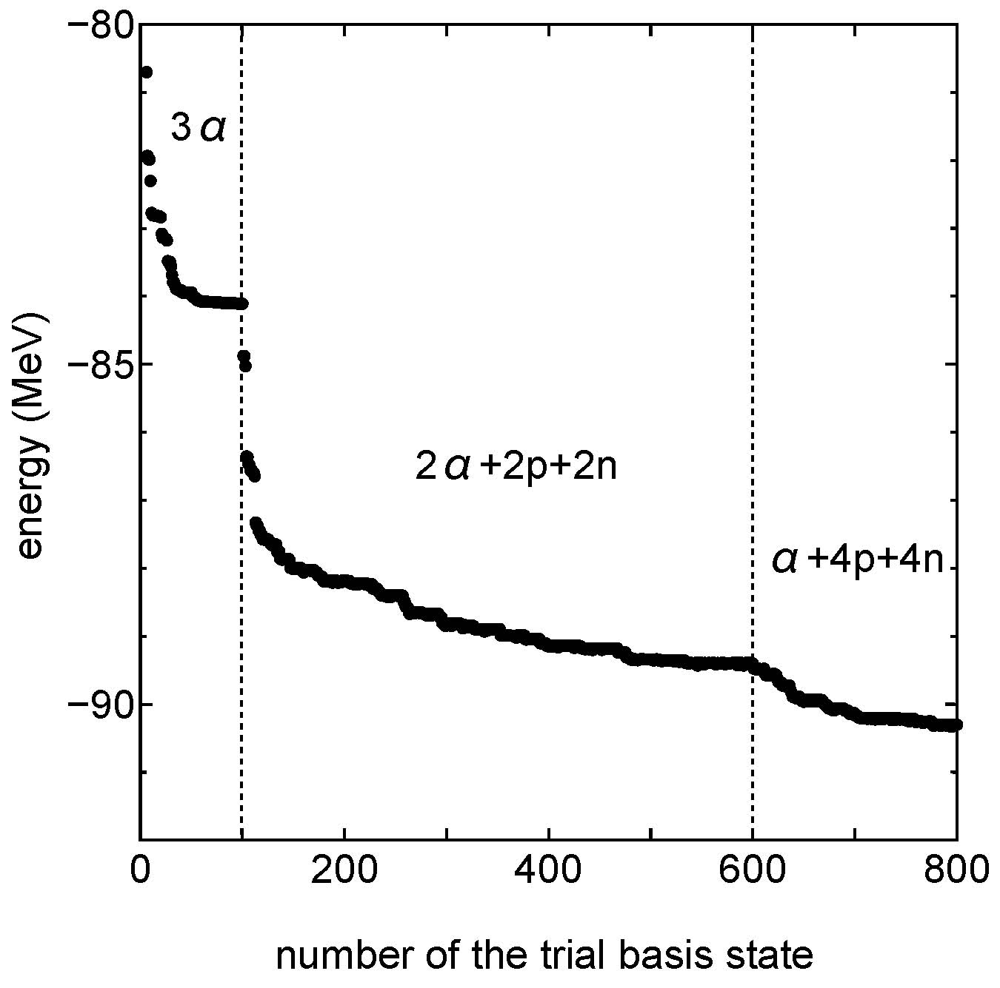 −80
3α
−85
energy (MeV)
2α+2p+2n
α+4p+4n
−90
0 200 400 600 800
number of the trial basis state